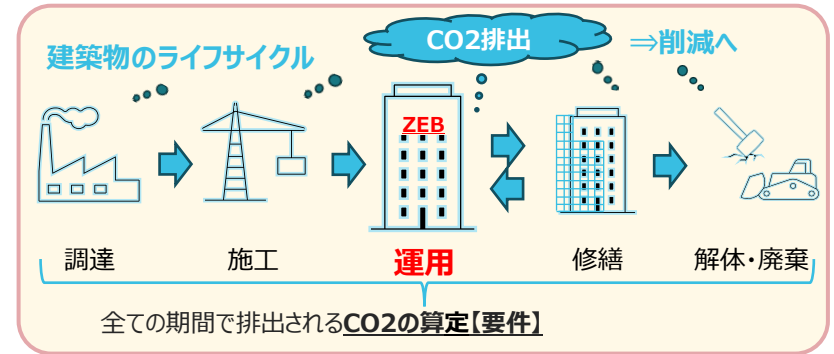 建築物のライフサイクル
CO2排出
⇒削減へ
ZEB
調達
施工
運用
修繕
解体・廃棄
全ての期間で排出されるCO2の算定【要件】